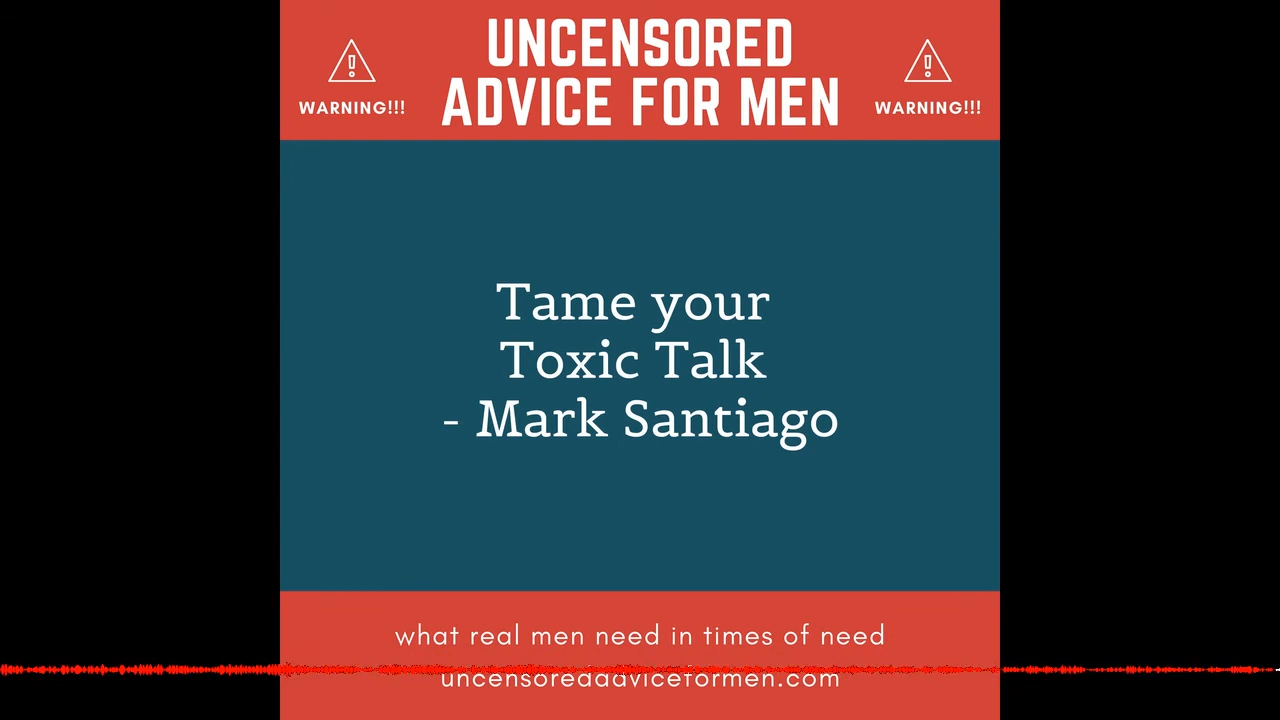 UNCENSORED
ADVICE FOR MEN
WARNING!!!
WARNING!!!
Tame your
Toxic Talk
- Mark Santiago
what real men need in times of need
uncensoredadviceformen.com